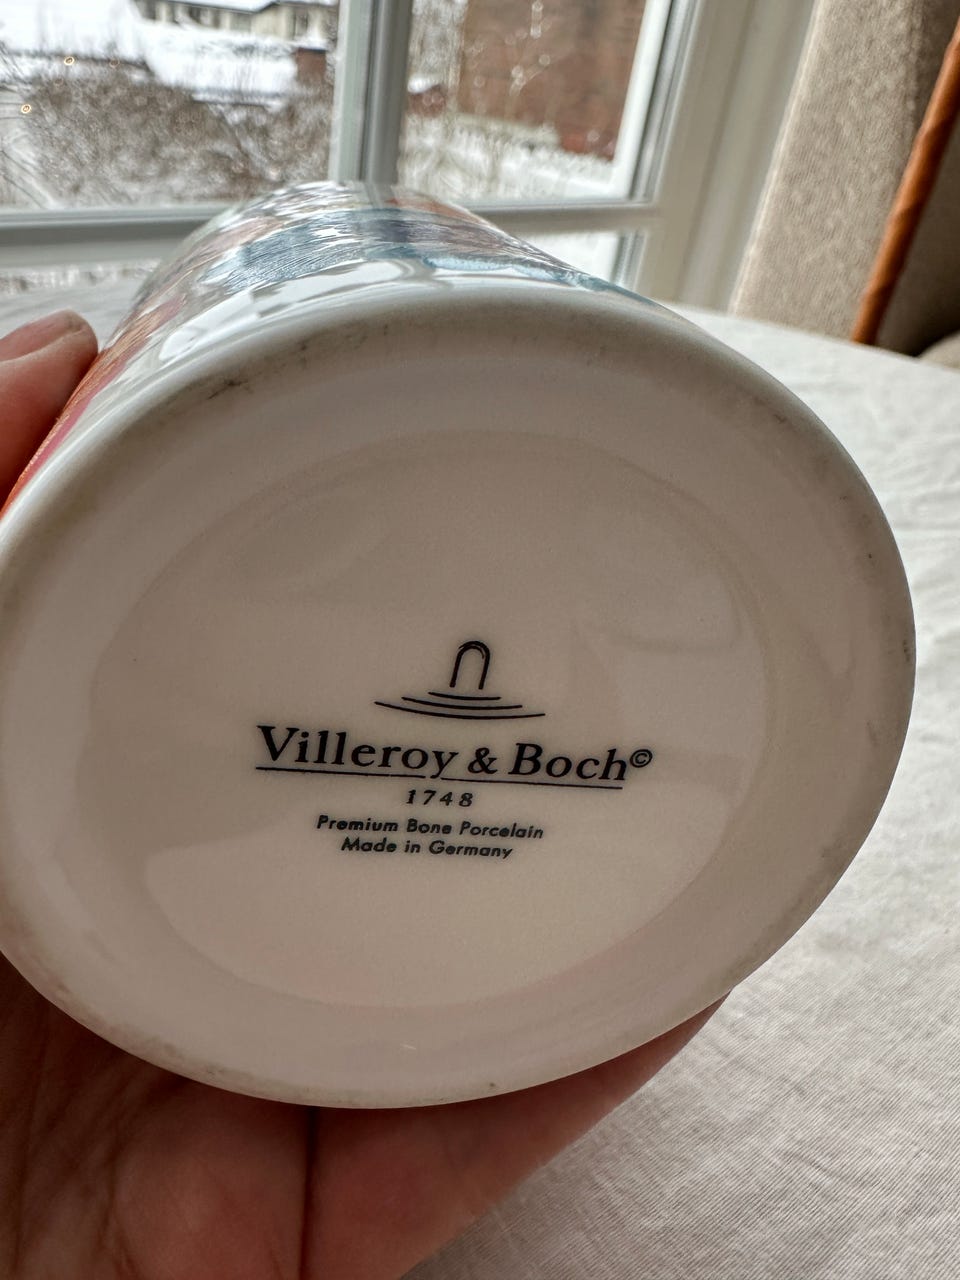 Villeroy & Boch©
1748
Premium Bone Porcelain
Made in Germany